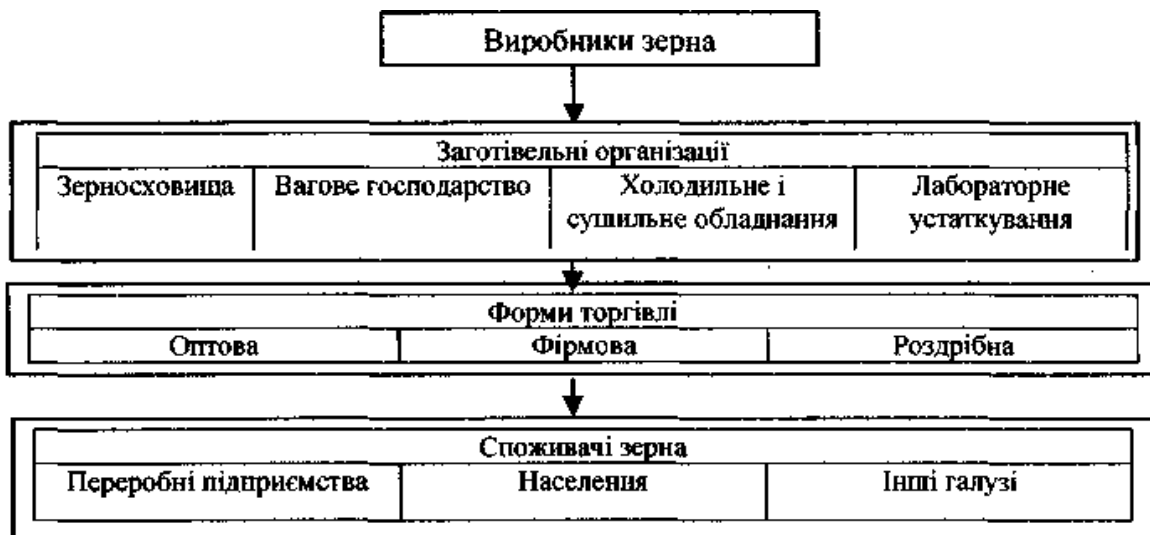 Виробники зерна
Заготівельні організації
Зерносховища
Вагове господарство
Холодильне і
сушильне обладнання
Лабораторне
устаткування
Форми торгівлі
Оптова
Фірмова
Роздрібна
Споживачі зерна
Переробні підприємства
Населення
Інші галузі